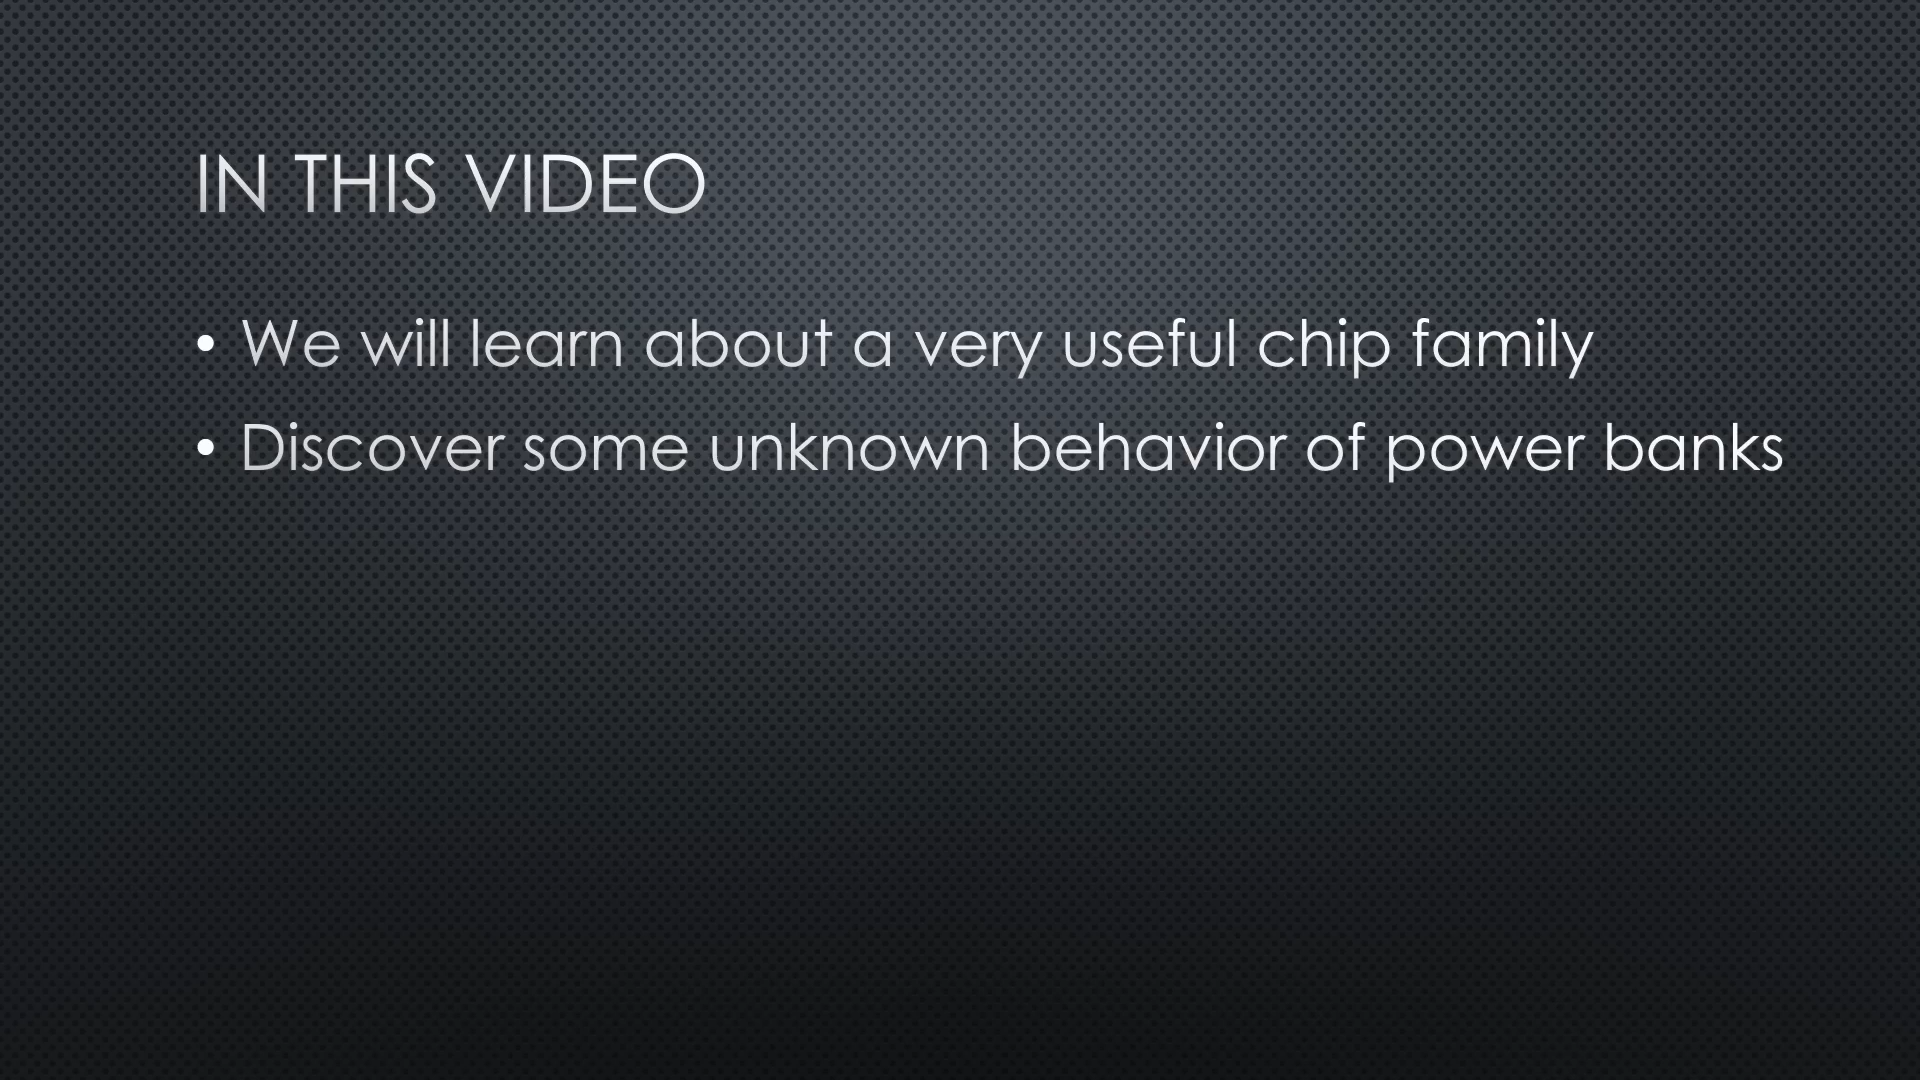 IN THIS VIDEO
• We will learn about a very useful chip family
• Discover some unknown behavior of power banks